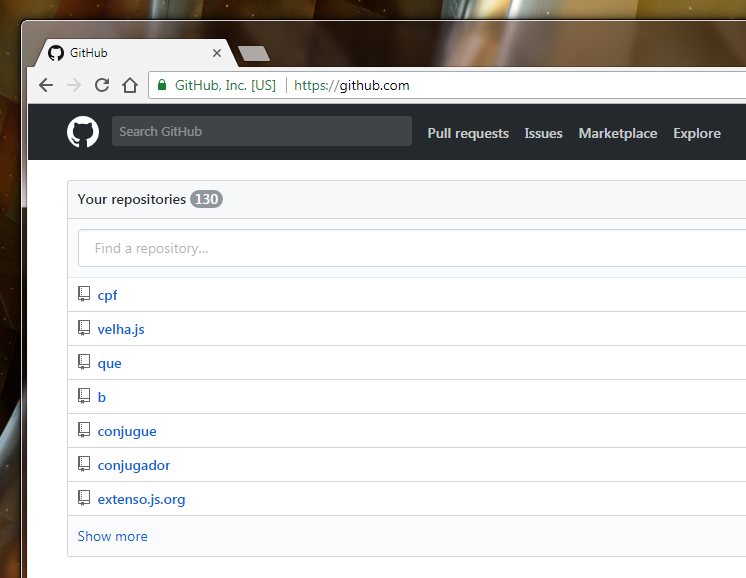 GitHub
GitHub, Inc. [US] https://github.com
Search GitHub Pull requests Issues Marketplace Explore
Your repositories 130
Find a repository...
cpf
velha.js
que
b
conjugue
conjugador
extenso.js.org
Show more